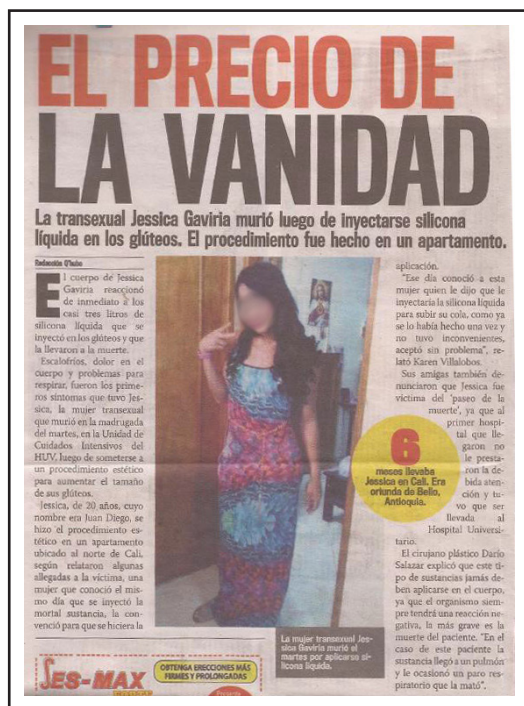 EL PRECIO DE
LA VANIDAD
La transexual Jessica Gaviria murió luego de inyectarse silicona
líquida en los glúteos. El procedimiento fue hecho en un apartamento.
Redacción Q'hubo
El cuerpo de Jessica
Gaviria reaccionó
de inmediato a los
casi tres litros de
silicona líquida que se
inyectó en los glúteos y que
la llevaron a la muerte.
Escalofríos, dolor en el
cuerpo y problemas para
respirar, fueron los prime-
ros síntomas que tuvo Jes-
sica, la mujer transexual
que murió en la madrugada
del martes, en la Unidad de
Cuidados Intensivos del
HUV, luego de someterse a
un procedimiento estético
para aumentar el tamaño
de sus glúteos.
Jessica, de 20 años, cuyo
nombre era Juan Diego, se
hizo el procedimiento es-
tético en un apartamento
ubicado al norte de Cali,
según relataron algunas
allegadas a la víctima, una
mujer que conoció el mis-
mo día que se inyectó la
mortal sustancia, la con-
venció para que se hiciera la
aplicación.
"Ese día conoció a esta
mujer quien le dijo que le
inyectaría la silicona líquida
para subir su cola, como ya
se lo había hecho una vez y
no tuvo inconvenientes,
aceptó sin problema", re-
lató Karen Villalobos.
Sus amigas también de-
nunciaron que Jessica fue
víctima del 'paseo de la
muerte', ya que al
primer hospi-
tal que lle-
garon no
le presta-
ron la de-
bida aten-
ción y tu-
vo que ser
llevada al
Hospital Universi-
tario.
El cirujano plástico Darío
Salazar explicó que este ti-
po de sustancias jamás de-
ben aplicarse en el cuerpo,
ya que el organismo siem-
pre tendrá una reacción ne-
gativa, la más grave es la
muerte del paciente. "En el
caso de este paciente la
sustancia llegó a un pulmón
y le ocasionó un paro res-
piratorio que la mató".
6
meses llevaba
Jessica en Cali. Era
oriunda de Bello,
Antioquia.
La mujer transexual Jes-
sica Gaviria murió el
martes por aplicarse si-
licona líquida.
SES-MAX
OBTENGA ERECCIONES MÁS
FIRMES Y PROLONGADAS